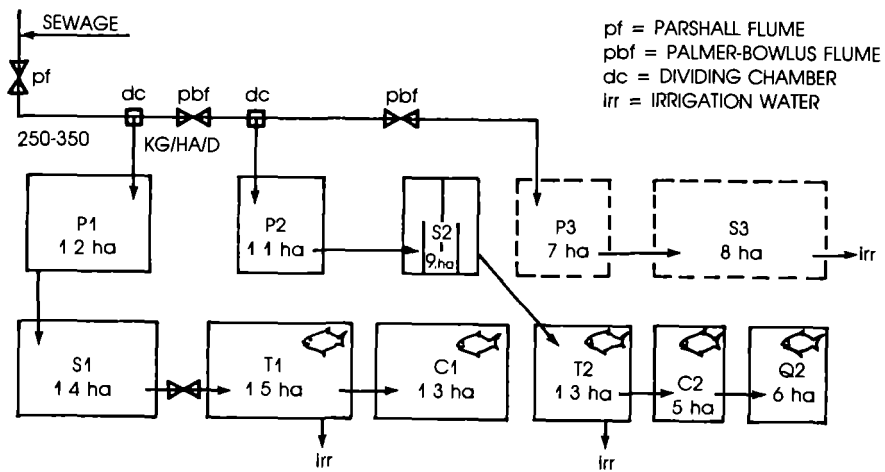 SEWAGE
pf
pf = PARSHALL FLUME
pbf = PALMER-BOWLUS FLUME
dc = DIVIDING CHAMBER
irr = IRRIGATION WATER
dc
pbf
dc
pbf
250-350
KG/HA/D
P1
1 2 ha
P2
1 1 ha
S2
9. ha
P3
7 ha
S3
8 ha
irr
S1
1 4 ha
T1
1 5 ha
C1
1 3 ha
T2
1 3 ha
C2
5 ha
Q2
6 ha
irr
irr